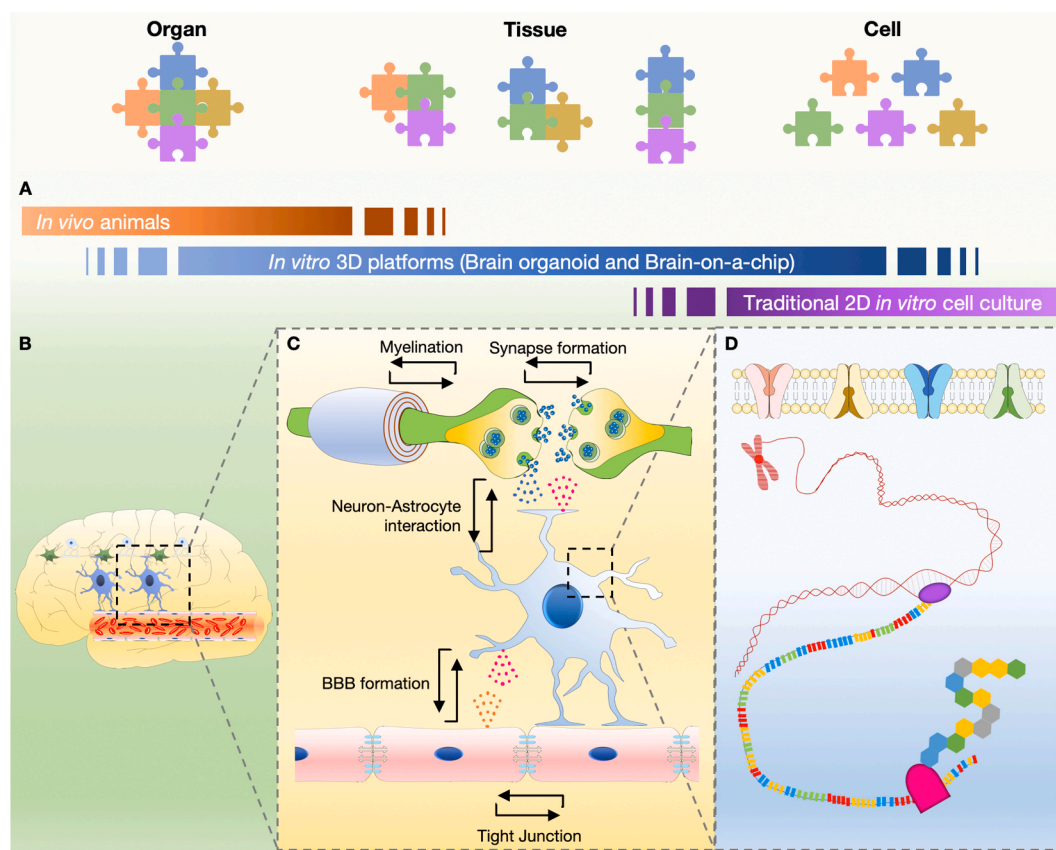 Organ
Tissue
Cell
A
In vivo animals
In vitro 3D platforms (Brain organoid and Brain-on-a-chip)
Traditional 2D in vitro cell culture
B
C
Myelination
Synapse formation
Neuron-Astrocyte
interaction
BBB formation
Tight Junction
D